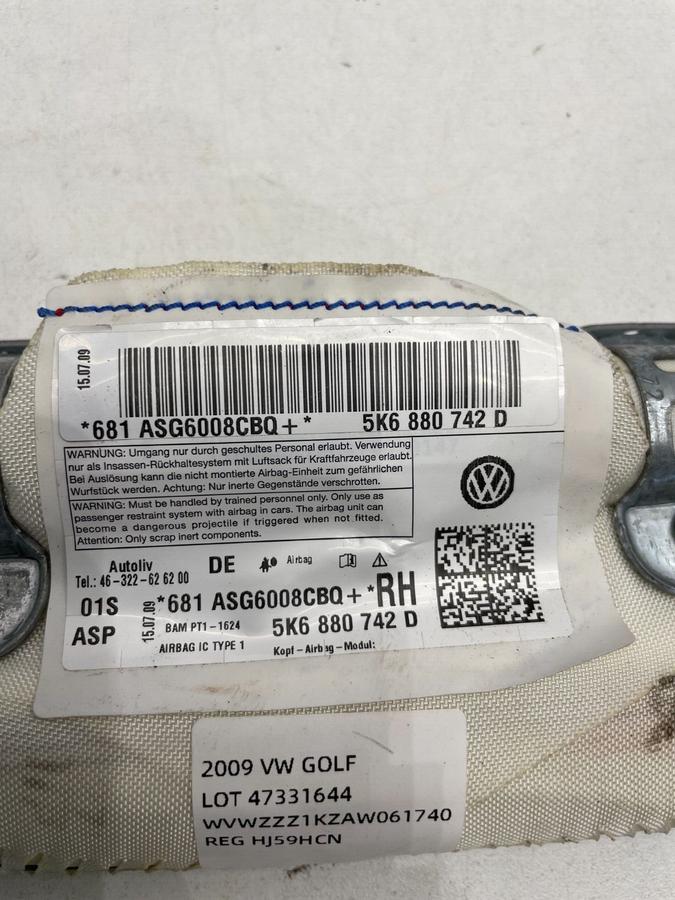 15.07.09
*681 ASG6008CBQ+* 5K6 880 742 D
WARNUNG: Umgang nur durch geschultes Personal erlaubt. Verwendung
nur als Insassen-Rückhaltesystem mit Luftsack für Kraftfahrzeuge erlaubt.
Bei Auslösung kann die nicht montierte Airbag-Einheit zum gefährlichen
Wurfstück werden. Achtung: Nur inerte Gegenstände verschrotten.
WARNING: Must be handled by trained personnel only. Only use as
passenger restraint system with airbag in cars. The airbag unit can
become a dangerous projectile if triggered when not fitted.
Attention: Only scrap inert components.
Autoliv DE Airbag
Tel.: 46-322-62 62 00
01S 15.07.09 *681 ASG6008CBQ+* RH
ASP BAM PT1-1624 5K6 880 742 D
AIRBAG IC TYPE 1 Kopf-Airbag-Modul:
2009 VW GOLF
LOT 47331644
WVWZZZ1KZAW061740
REG HJ59HCN